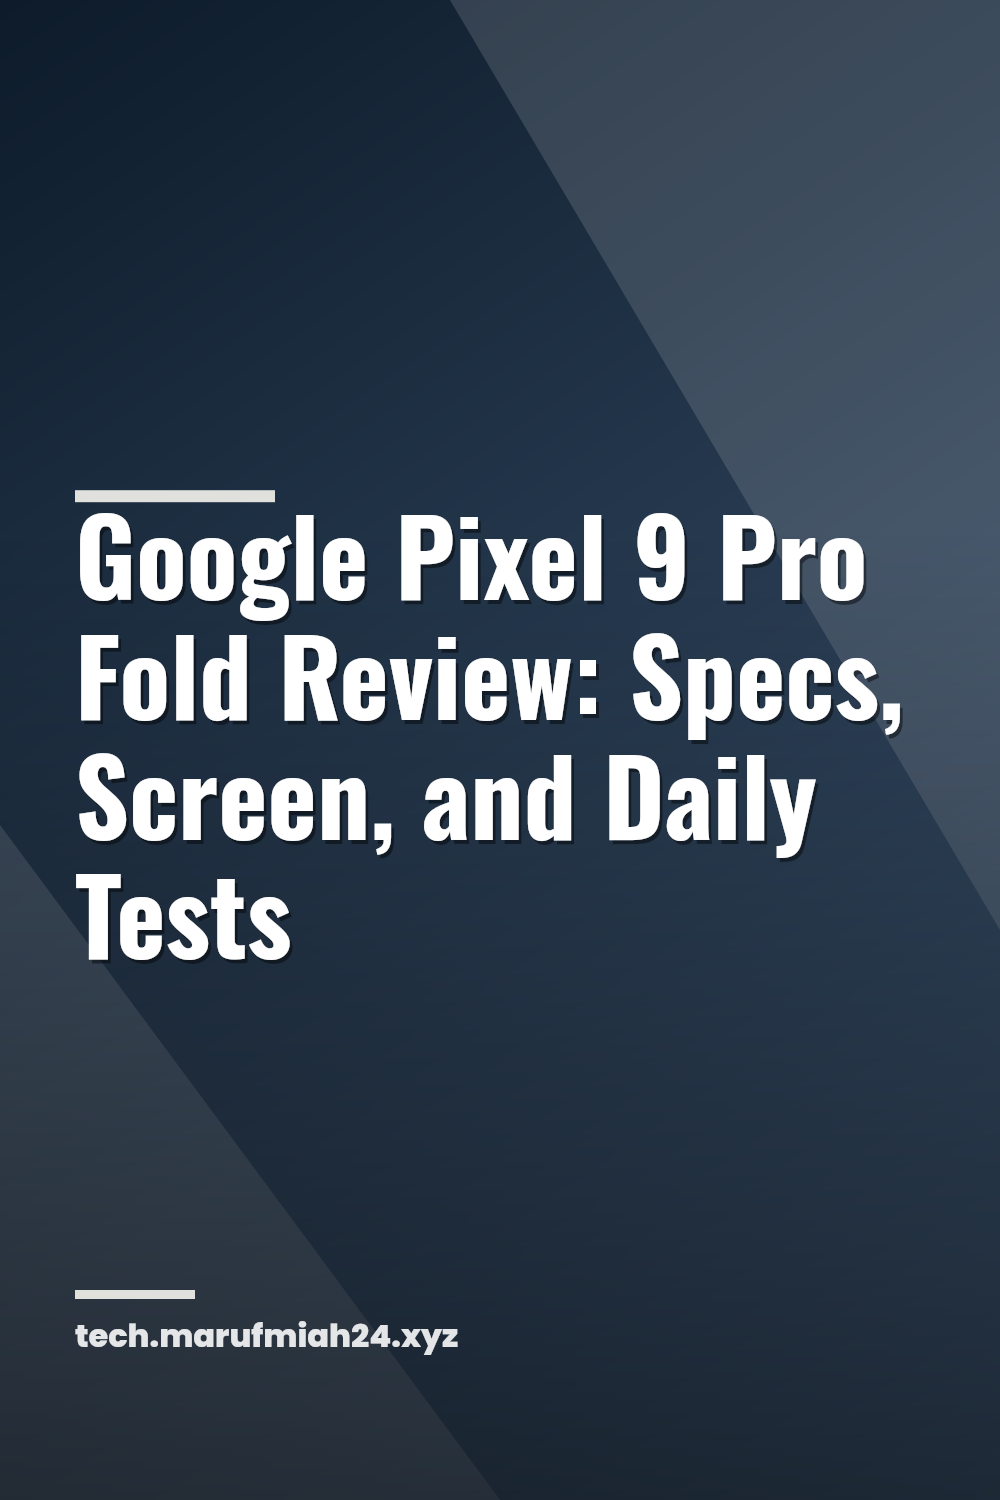 Google Pixel 9 Pro
Fold Review: Specs,
Screen, and Daily
Tests
tech.marufmiah24.xyz